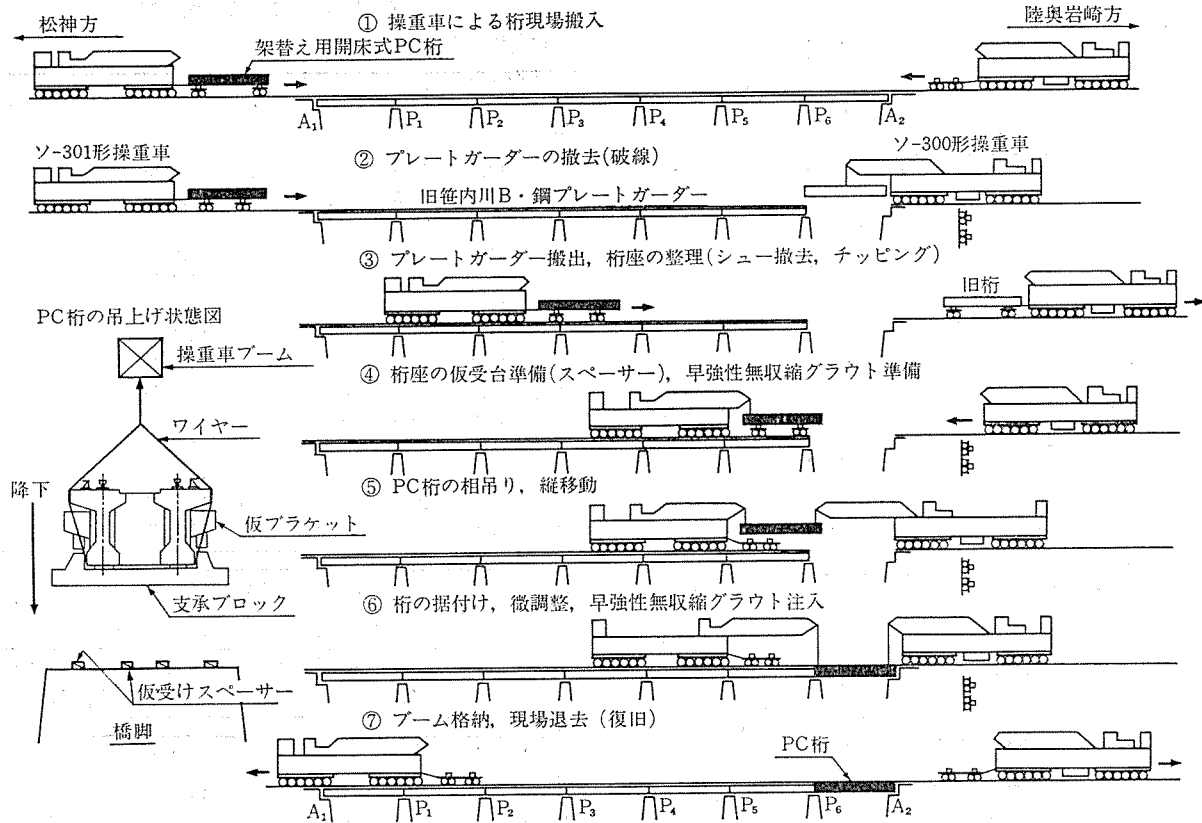 ① 操重車による桁現場搬入
松神方
陸奥岩崎方
架替え用開床式PC桁
A₁ P₁ P₂ P₃ P₄ P₅ P₆ A₂
ソ-301形操重車
② プレートガーダーの撤去(破線)
ソ-300形操重車
旧笹内川B・鋼プレートガーダー
③ プレートガーダー搬出, 桁座の整理(シュー撤去, チッピング)
旧桁
PC桁の吊上げ状態図
操重車ブーム
④ 桁座の仮受台準備(スペーサー), 早強性無収縮グラウト準備
ワイヤー
降下
⑤ PC桁の相吊り, 縦移動
仮ブラケット
支承ブロック
⑥ 桁の据付け, 微調整, 早強性無収縮グラウト注入
仮受けスペーサー
橋脚
⑦ ブーム格納, 現場退去 (復旧)
PC桁
A₁ P₁ P₂ P₃ P₄ P₅ P₆ A₂